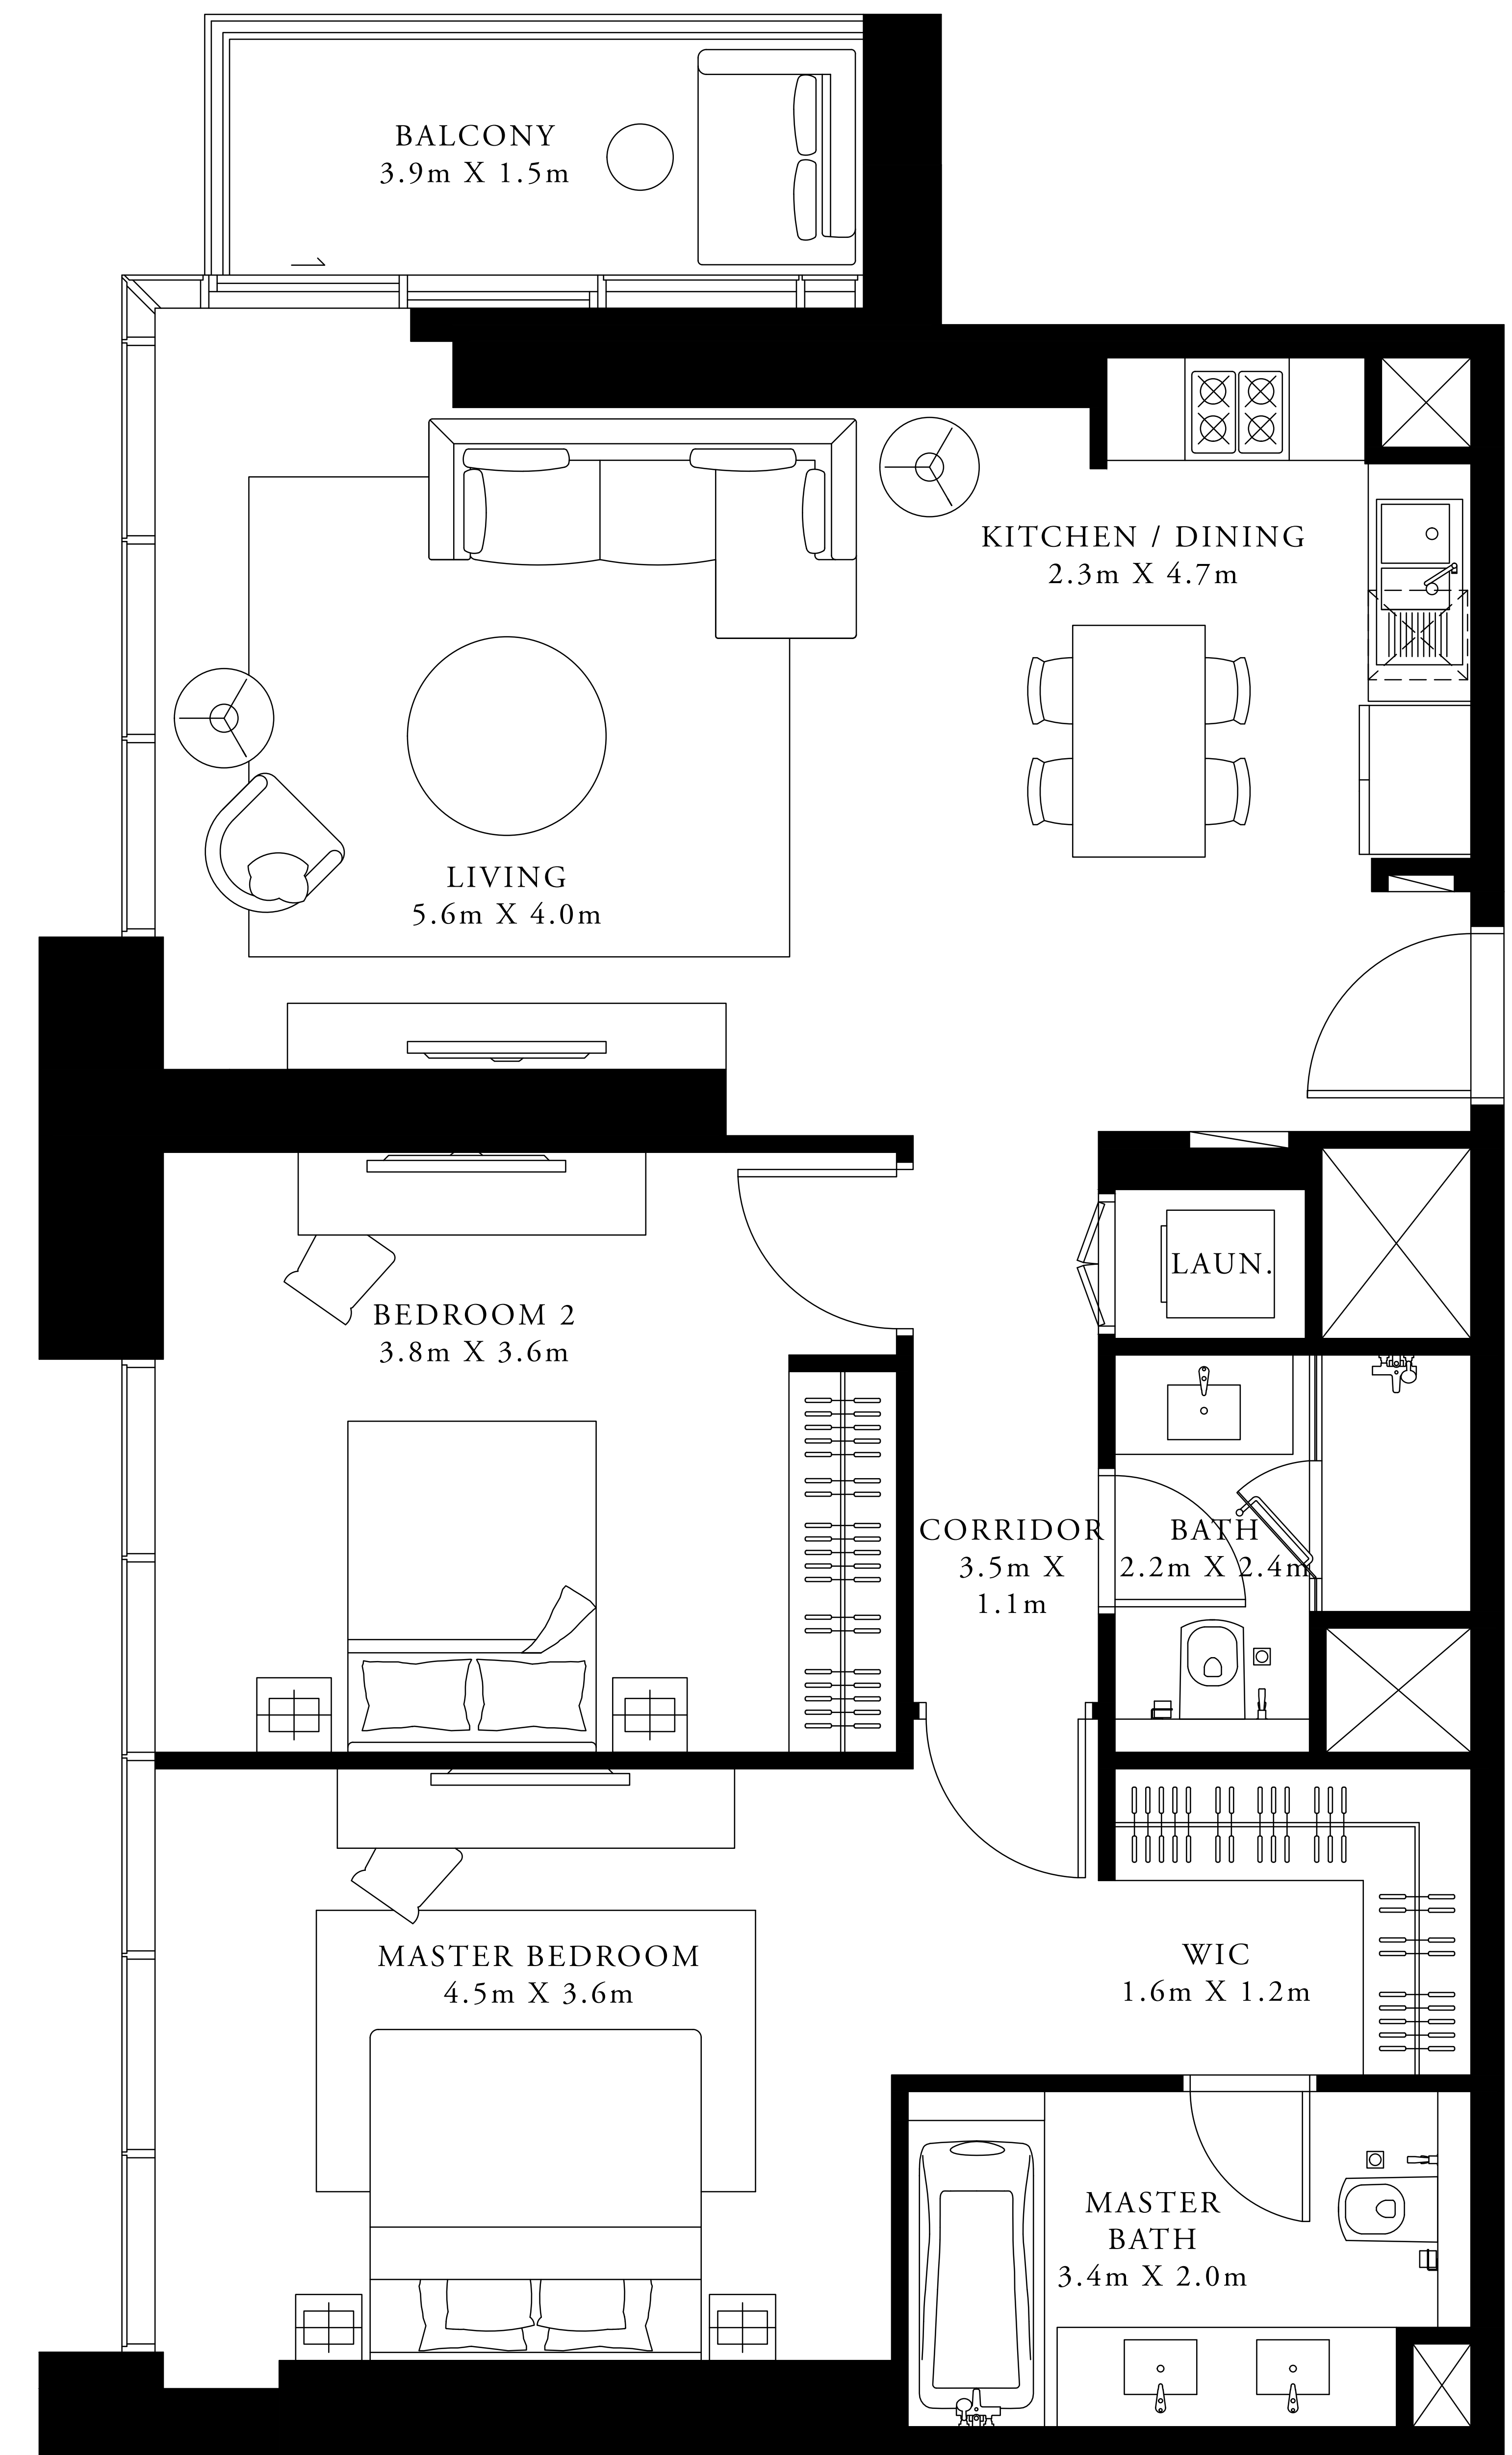 BALCONY
3.9m X 1.5m
KITCHEN / DINING
2.3m X 4.7m
LIVING
5.6m X 4.0m
LAUN.
BEDROOM 2
3.8m X 3.6m
CORRIDOR
3.5m X
1.1m
BATH
2.2m X 2.4m
MASTER BEDROOM
4.5m X 3.6m
WIC
1.6m X 1.2m
MASTER
BATH
3.4m X 2.0m